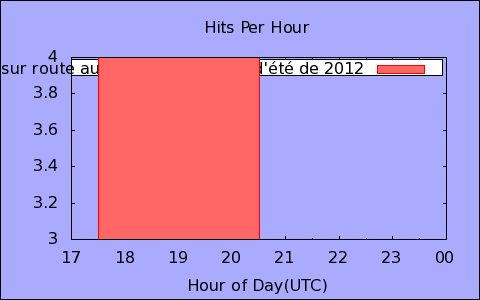 Hits Per Hour
4
sur route au d'été de 2012
3.8
3.6
3.4
3.2
3
17 18 19 20 21 22 23 00
Hour of Day(UTC)